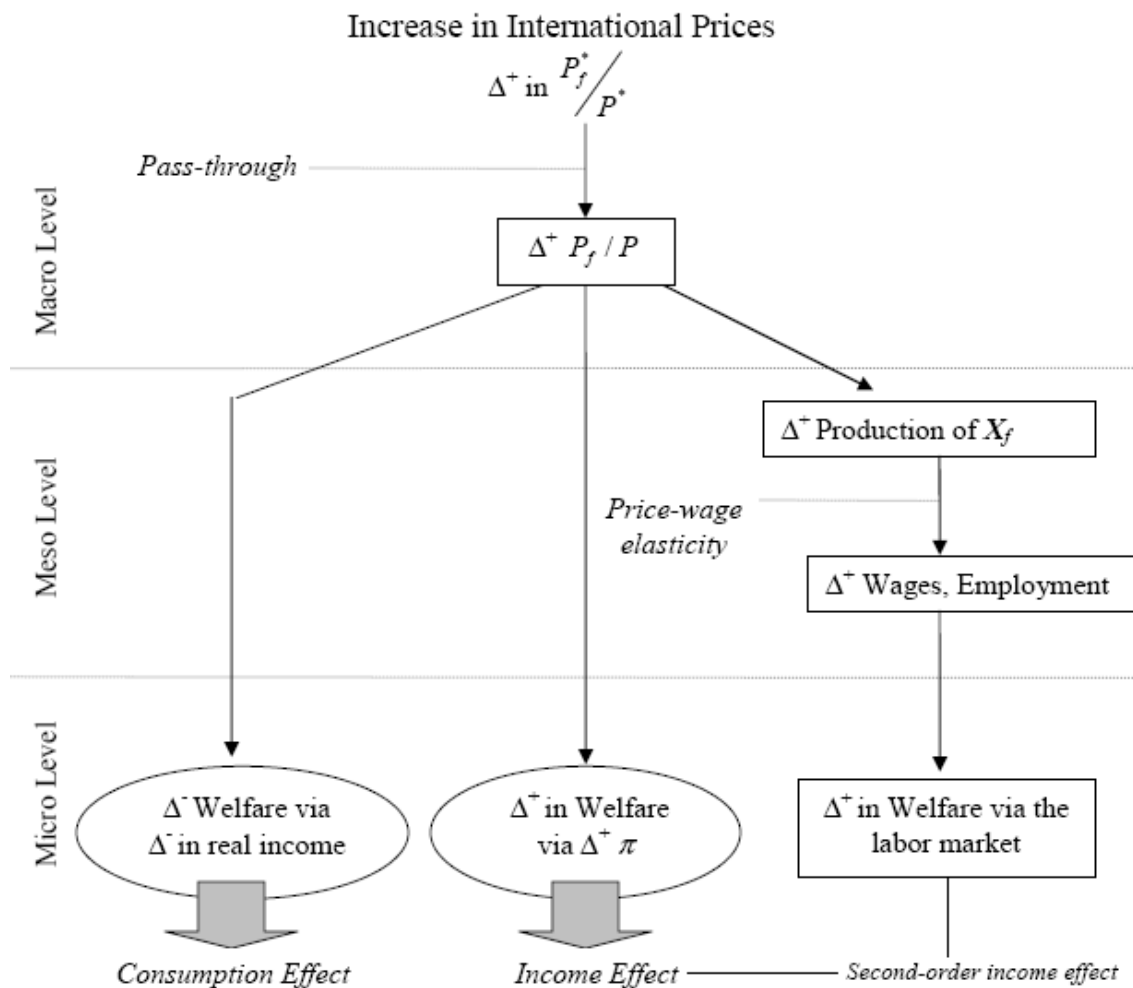 Increase in International Prices
Δ⁺ in P*f / P*
Pass-through
Macro Level
Δ⁺ Pf / P
Meso Level
Δ⁺ Production of Xf
Price-wage
elasticity
Δ⁺ Wages, Employment
Micro Level
Δ⁻ Welfare via
Δ⁻ in real income
Δ⁺ in Welfare
via Δ⁺ π
Δ⁺ in Welfare via the
labor market
Consumption Effect
Income Effect
Second-order income effect